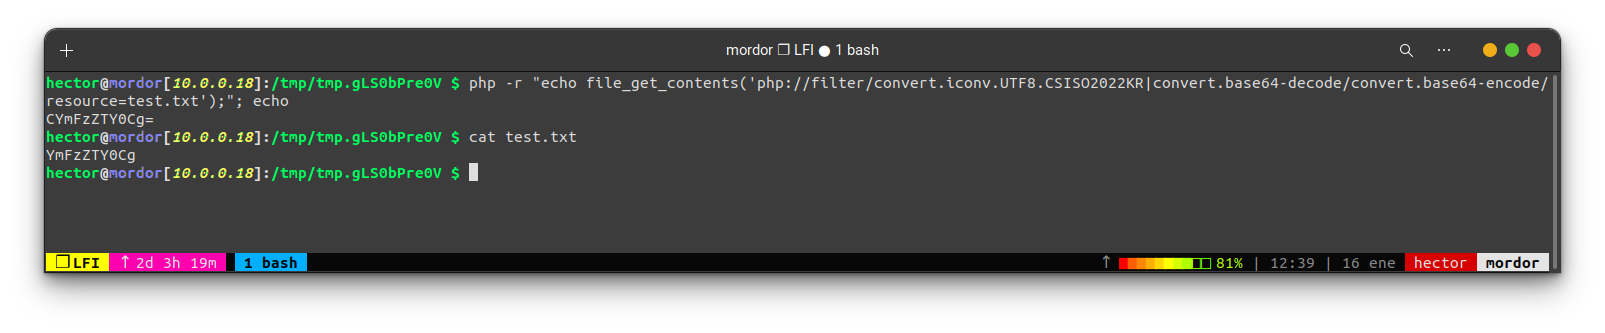 mordor ❐ LFI ● 1 bash
hector@mordor[10.0.0.18]:/tmp/tmp.gLS0bPre0V $ php -r "echo file_get_contents('php://filter/convert.iconv.UTF8.CSISO2022KR|convert.base64-decode/convert.base64-encode/
resource=test.txt');"; echo
CYmFzZTY0Cg=
hector@mordor[10.0.0.18]:/tmp/tmp.gLS0bPre0V $ cat test.txt
YmFzZTY0Cg
hector@mordor[10.0.0.18]:/tmp/tmp.gLS0bPre0V $
❐ LFI ↑ 2d 3h 19m 1 bash ↑ 81% | 12:39 | 16 ene hector mordor